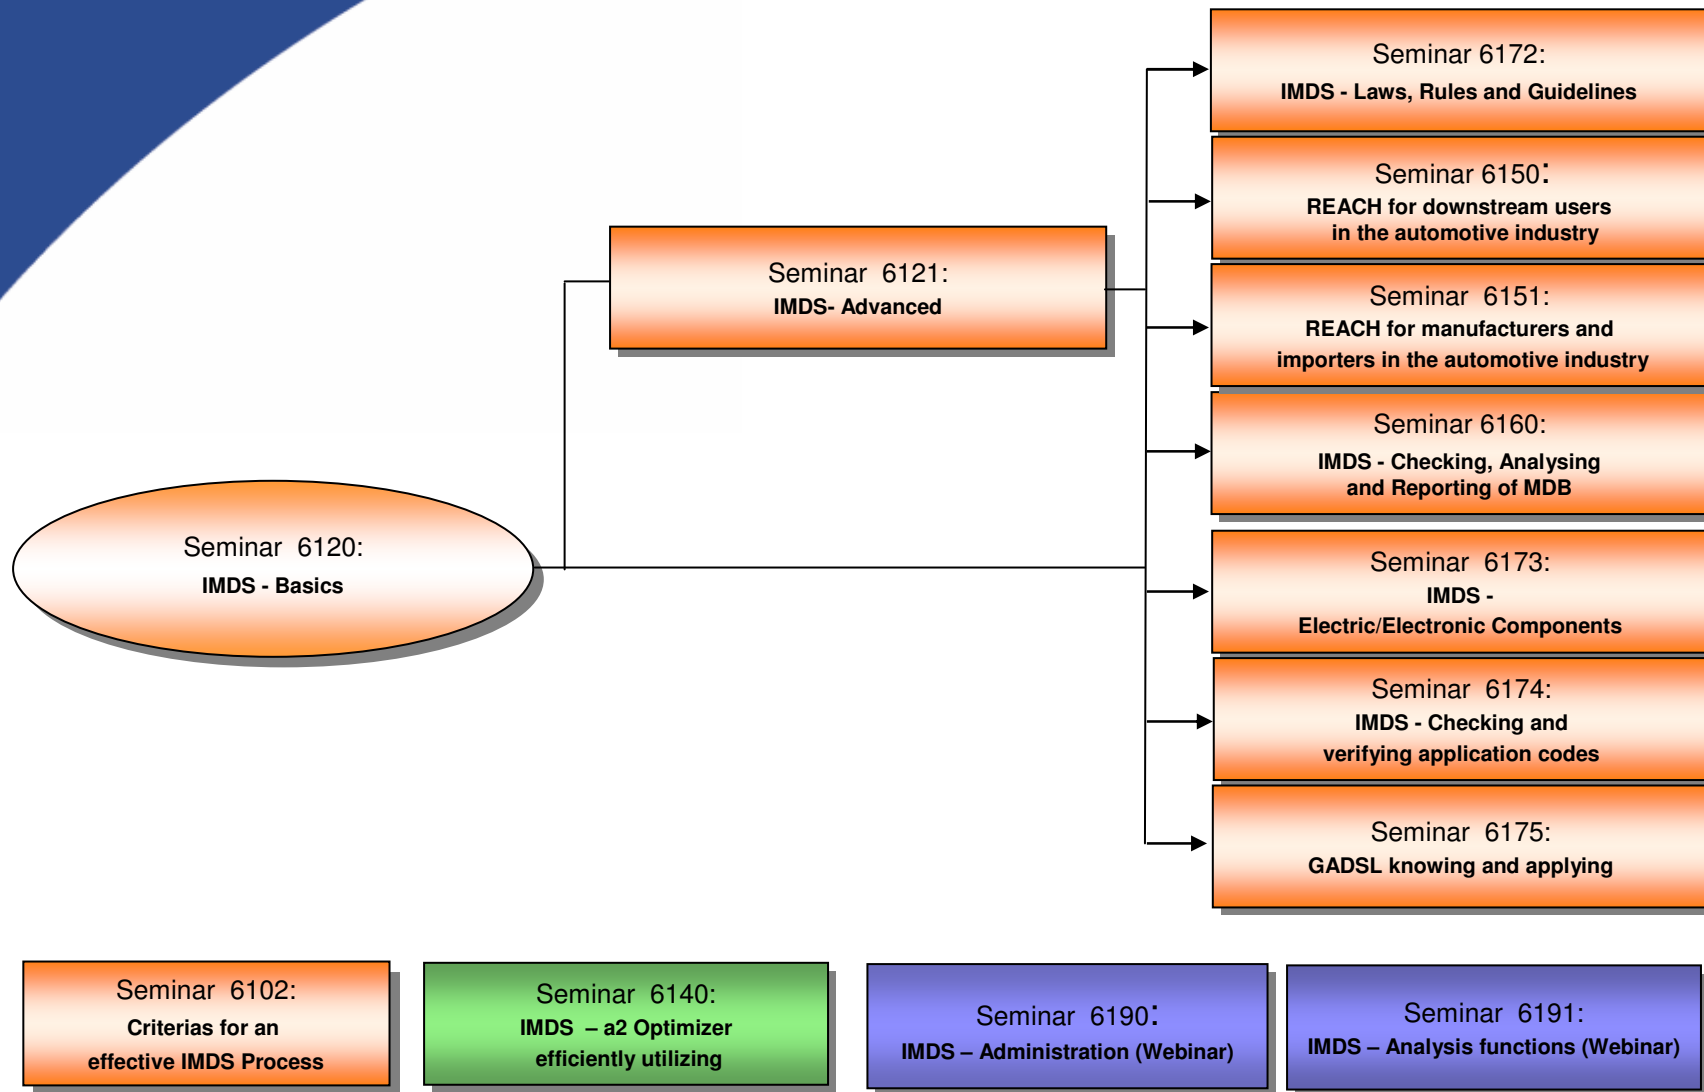 Seminar 6172:
IMDS - Laws, Rules and Guidelines
Seminar 6150:
REACH for downstream users
in the automotive industry
Seminar 6121:
IMDS- Advanced
Seminar 6151:
REACH for manufacturers and
importers in the automotive industry
Seminar 6160:
IMDS - Checking, Analysing
and Reporting of MDB
Seminar 6120:
IMDS - Basics
Seminar 6173:
IMDS -
Electric/Electronic Components
Seminar 6174:
IMDS - Checking and
verifying application codes
Seminar 6175:
GADSL knowing and applying
Seminar 6102:
Criterias for an
effective IMDS Process
Seminar 6140:
IMDS – a2 Optimizer
efficiently utilizing
Seminar 6190:
IMDS – Administration (Webinar)
Seminar 6191:
IMDS – Analysis functions (Webinar)